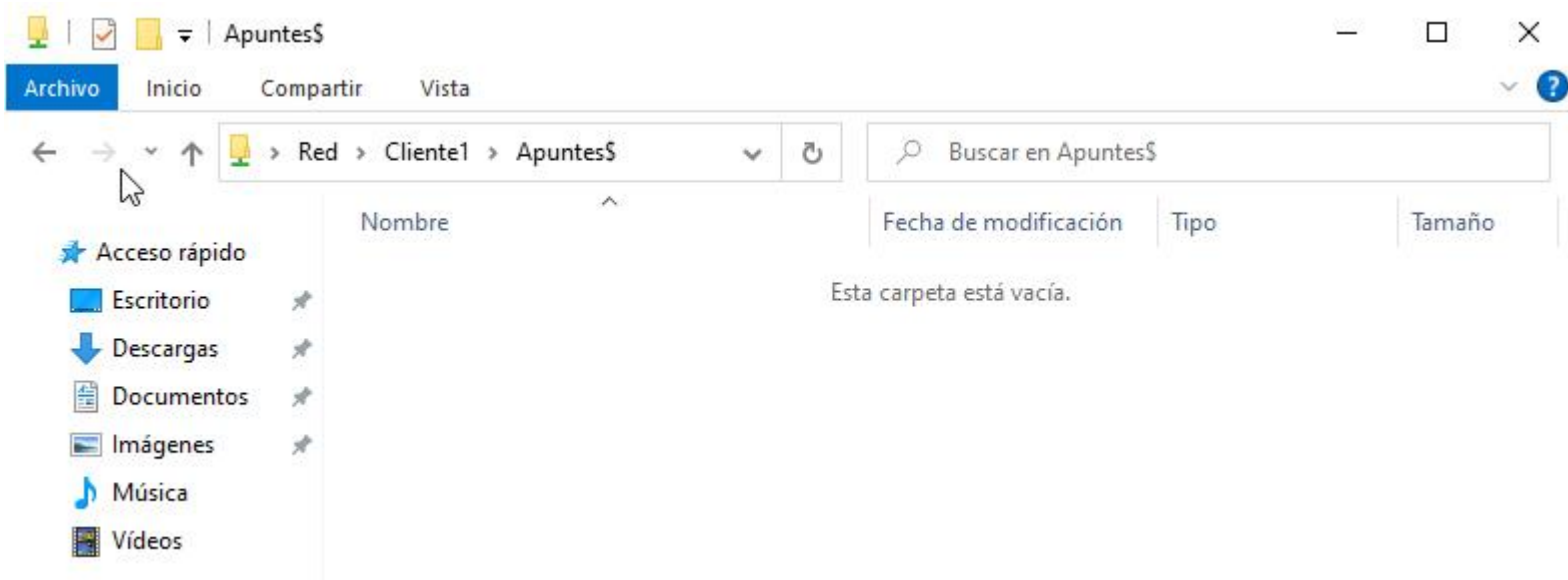 Apuntes$
Archivo Inicio Compartir Vista
Red > Cliente1 > Apuntes$ Buscar en Apuntes$
Nombre Fecha de modificación Tipo Tamaño
Esta carpeta está vacía.
Acceso rápido
Escritorio
Descargas
Documentos
Imágenes
Música
Vídeos